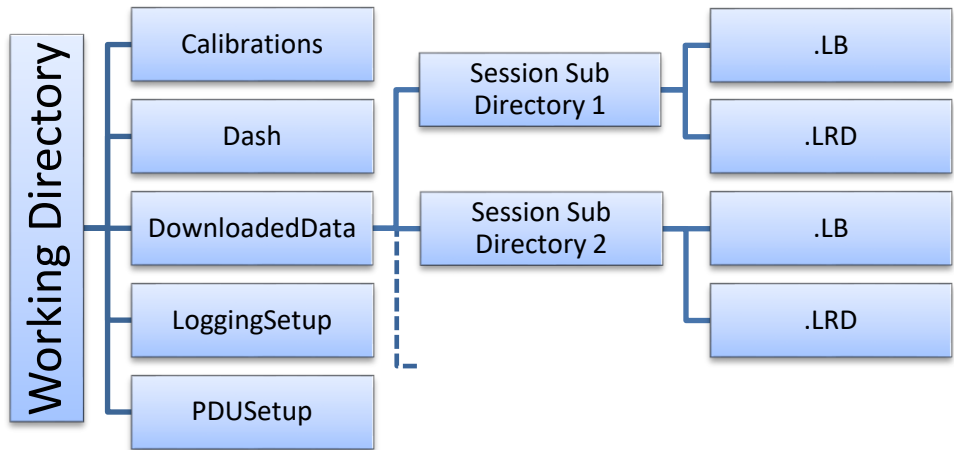 Working Directory
Calibrations
Dash
DownloadedData
LoggingSetup
PDUSetup
Session Sub
Directory 1
Session Sub
Directory 2
.LB
.LRD
.LB
.LRD